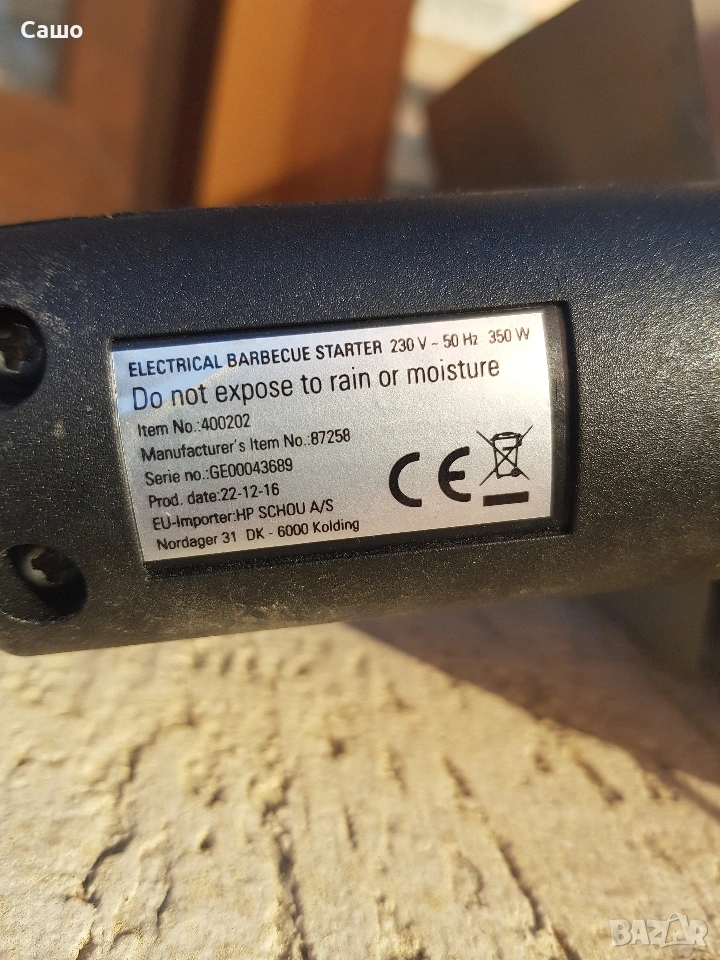 Сашо
ELECTRICAL BARBECUE STARTER 230 V ~ 50 Hz 350 W
Do not expose to rain or moisture
Item No.:400202
Manufacturer's Item No.:87258
Serie no.:GE00043689
Prod. date:22-12-16
EU-Importer:HP SCHOU A/S
Nordager 31 DK - 6000 Kolding
CE
BAZAR